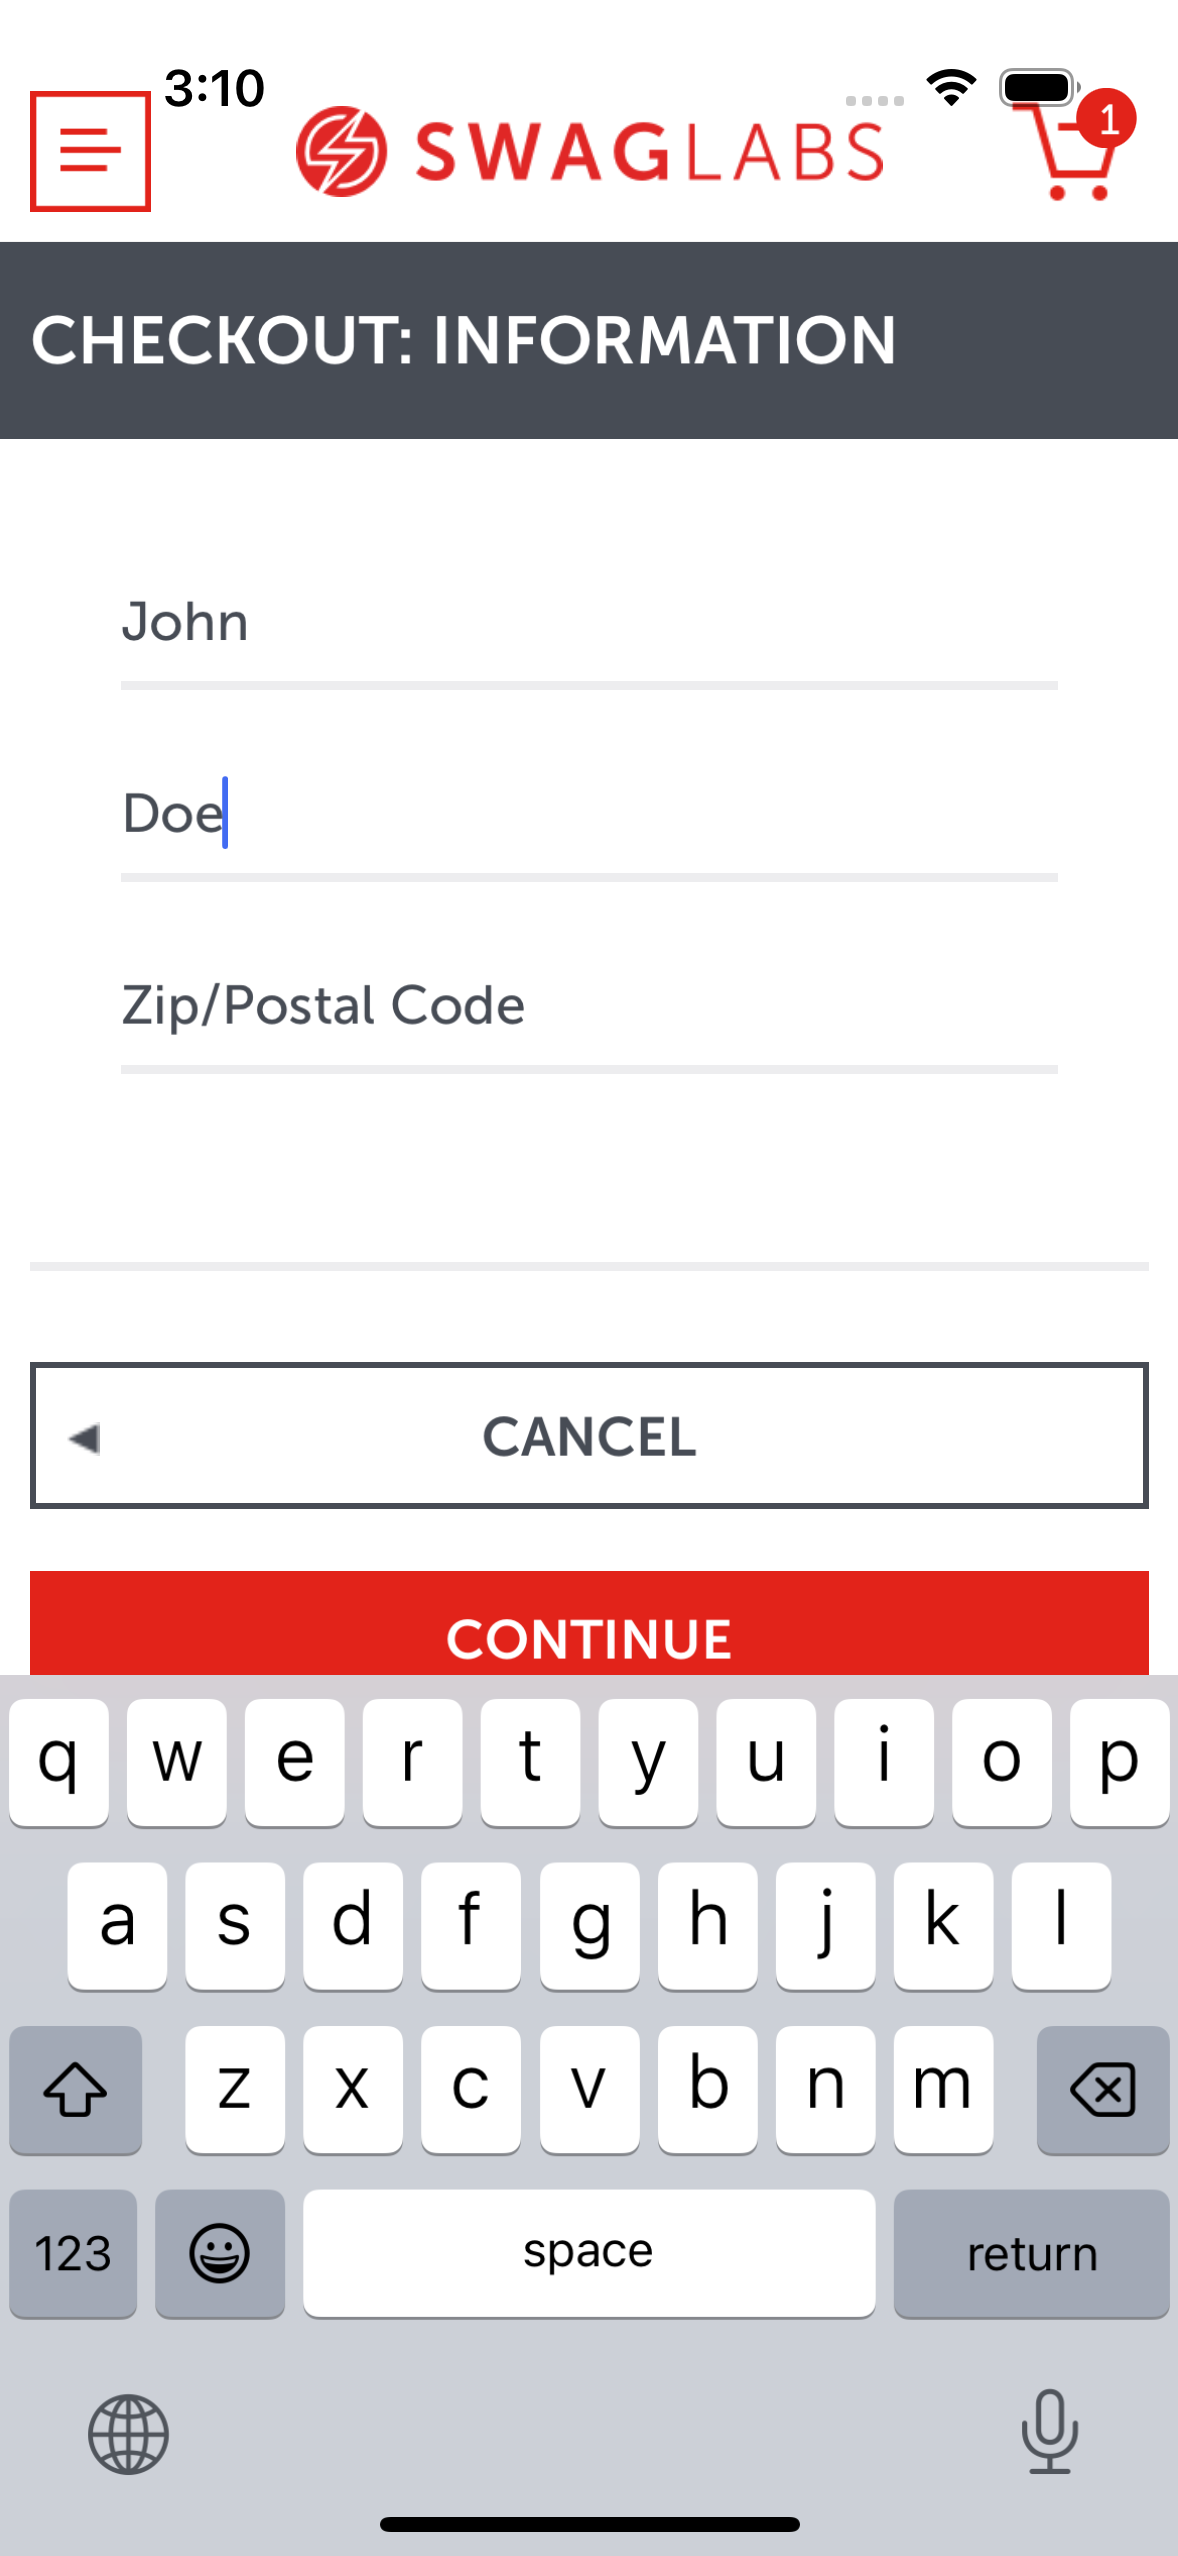 3:10
SWAGLABS
1
CHECKOUT: INFORMATION
John
Doe
Zip/Postal Code
CANCEL
CONTINUE
q w e r t y u i o p
a s d f g h j k l
z x c v b n m
123 space return